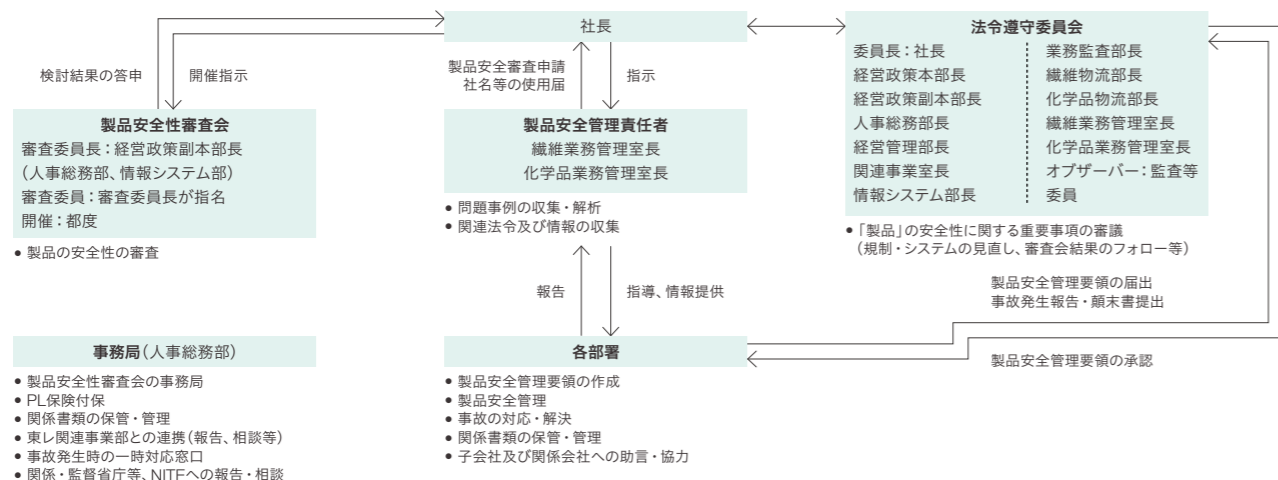 社長
検討結果の答申
開催指示
製品安全審査申請
社名等の使用届
指示
製品安全性審査会
審査委員長：経営政策副本部長
（人事総務部、情報システム部）
審査委員：審査委員長が指名
開催：都度
● 製品の安全性の審査
製品安全管理責任者
繊維業務管理室長
化学品業務管理室長
● 問題事例の収集・解析
● 関連法令及び情報の収集
法令遵守委員会
委員長：社長
経営政策本部長
経営政策副本部長
人事総務部長
経営管理部長
関連事業室長
情報システム部長
業務監査部長
繊維物流部長
化学品物流部長
繊維業務管理室長
化学品業務管理室長
オブザーバー：監査等
委員
● 「製品」の安全性に関する重要事項の審議
（規制・システムの見直し、審査会結果のフォロー等）
報告
指導、情報提供
製品安全管理要領の届出
事故発生報告・顛末書提出
製品安全管理要領の承認
事務局（人事総務部）
● 製品安全性審査会の事務局
● PL保険付保
● 関係書類の保管・管理
● 東レ関連事業部との連携（報告、相談等）
● 事故発生時の一時対応窓口
● 関係・監督省庁等、NITEへの報告・相談
各部署
● 製品安全管理要領の作成
● 製品安全管理
● 事故の対応・解決
● 関係書類の保管・管理
● 子会社及び関係会社への助言・協力